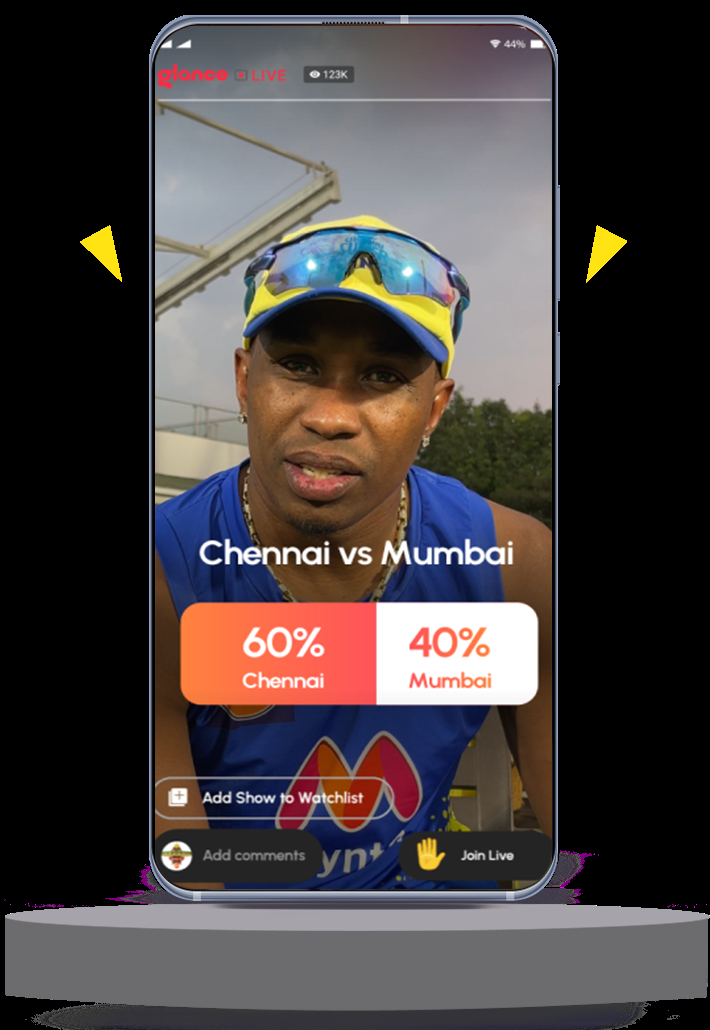 44%
glance LIVE 123K
Chennai vs Mumbai
60% 40%
Chennai Mumbai
Add Show to Watchlist
Add comments Join Live